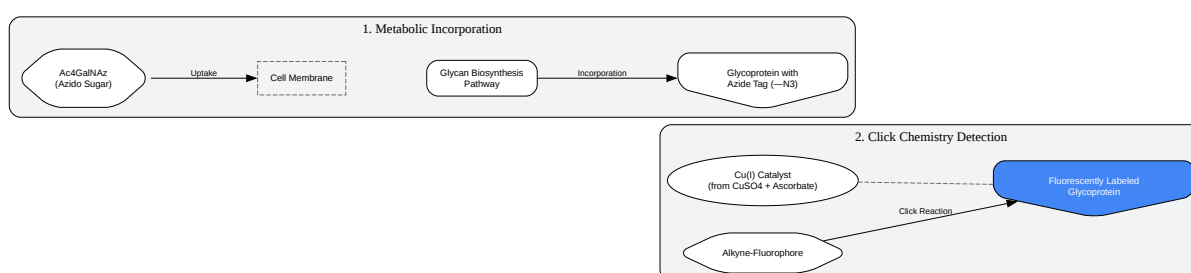 1. Metabolic Incorporation
Ac4GalNAz
(Azido Sugar)
Uptake
Cell Membrane
Glycan Biosynthesis
Pathway
Incorporation
Glycoprotein with
Azide Tag (—N3)
2. Click Chemistry Detection
Cu(I) Catalyst
(from CuSO4 + Ascorbate)
Fluorescently Labeled
Glycoprotein
Click Reaction
Alkyne-Fluorophore